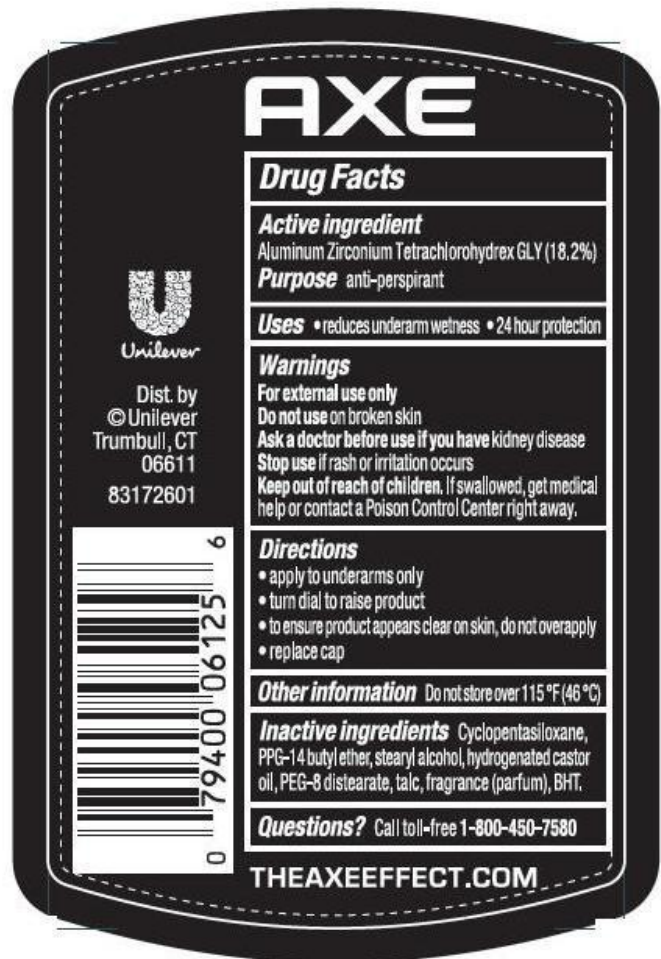 AXE
Drug Facts
Active ingredient
Aluminum Zirconium Tetrachlorohydrex GLY (18.2%)
Purpose anti-perspirant
Uses • reduces underarm wetness • 24 hour protection
Warnings
For external use only
Do not use on broken skin
Ask a doctor before use if you have kidney disease
Stop use if rash or irritation occurs
Keep out of reach of children. If swallowed, get medical
help or contact a Poison Control Center right away.
Directions
• apply to underarms only
• turn dial to raise product
• to ensure product appears clear on skin, do not overapply
• replace cap
Other information Do not store over 115 °F (46 °C)
Inactive ingredients Cyclopentasiloxane,
PPG-14 butyl ether, stearyl alcohol, hydrogenated castor
oil, PEG-8 distearate, talc, fragrance (parfum), BHT.
Questions? Call toll-free 1-800-450-7580
THEAXEEFFECT.COM
Unilever
Dist. by
© Unilever
Trumbull, CT
06611
83172601
0 79400 06125 6